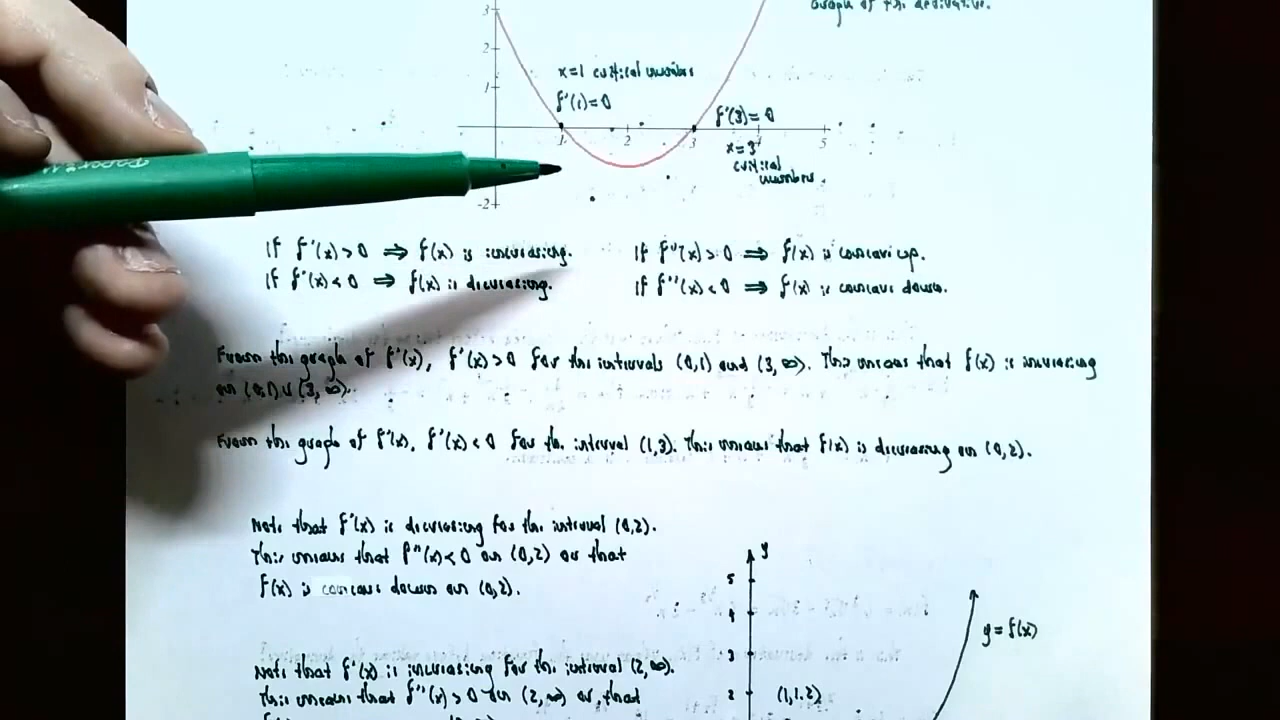 3
Graph of the derivative.
2
x=1 critical number
1
f'(1)=0
f'(3)=0
1 2 3 4 5
x=3
critical
number.
-2
If f'(x)>0 ⇒ f(x) is increasing.
If f''(x)>0 ⇒ f(x) is concave up.
If f'(x)<0 ⇒ f(x) is decreasing.
If f''(x)<0 ⇒ f(x) is concave down.
From the graph of f'(x), f'(x)>0 for the intervals (0,1) and (3,∞). This means that f(x) is increasing
on (0,1) ∪ (3,∞).
From the graph of f'(x), f'(x)<0 for the interval (1,3). This means that f(x) is decreasing on (0,2).
Note that f'(x) is decreasing for the interval (0,2).
This means that f''(x)<0 on (0,2) or that
f(x) is concave down on (0,2).
y
5
4
y=f(x)
3
Note that f'(x) is increasing for the interval (2,∞).
This means that f''(x)>0 on (2,∞) or, that
2 (1,1.2)